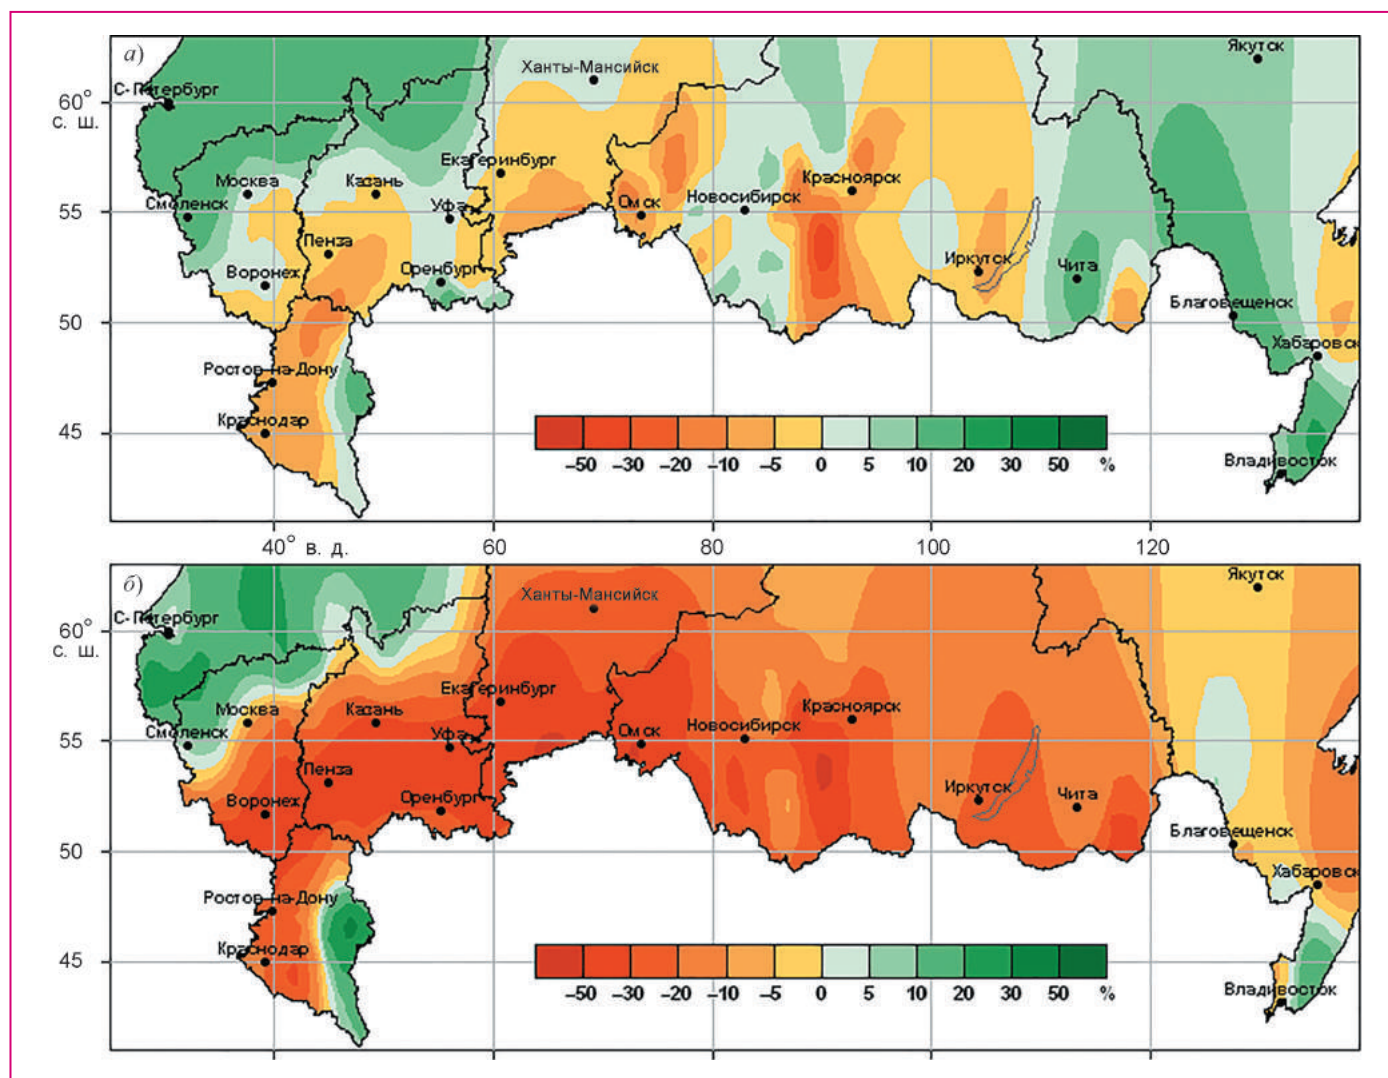 а)
Якутск
Ханты-Мансийск
60°
с. ш.
С-Петербург
Екатеринбург
Москва
Казань
Красноярск
Смоленск
Уфа
Омск
Новосибирск
55
Пенза
Воронеж
Оренбург
Иркутск
Чита
Благовещенск
50
Хабаровск
Ростов-на-Дону
Краснодар
45
–50 –30 –20 –10 –5 0 5 10 20 30 50 %
Владивосток
40° в. д. 60 80 100 120
б)
Якутск
Ханты-Мансийск
С-Петербург
60°
с. ш.
Екатеринбург
Москва
Казань
Красноярск
Смоленск
Уфа
Омск
Новосибирск
55
Пенза
Воронеж
Оренбург
Иркутск
Чита
Благовещенск
50
Хабаровск
Ростов-на-Дону
Краснодар
45
–50 –30 –20 –10 –5 0 5 10 20 30 50 %
Владивосток